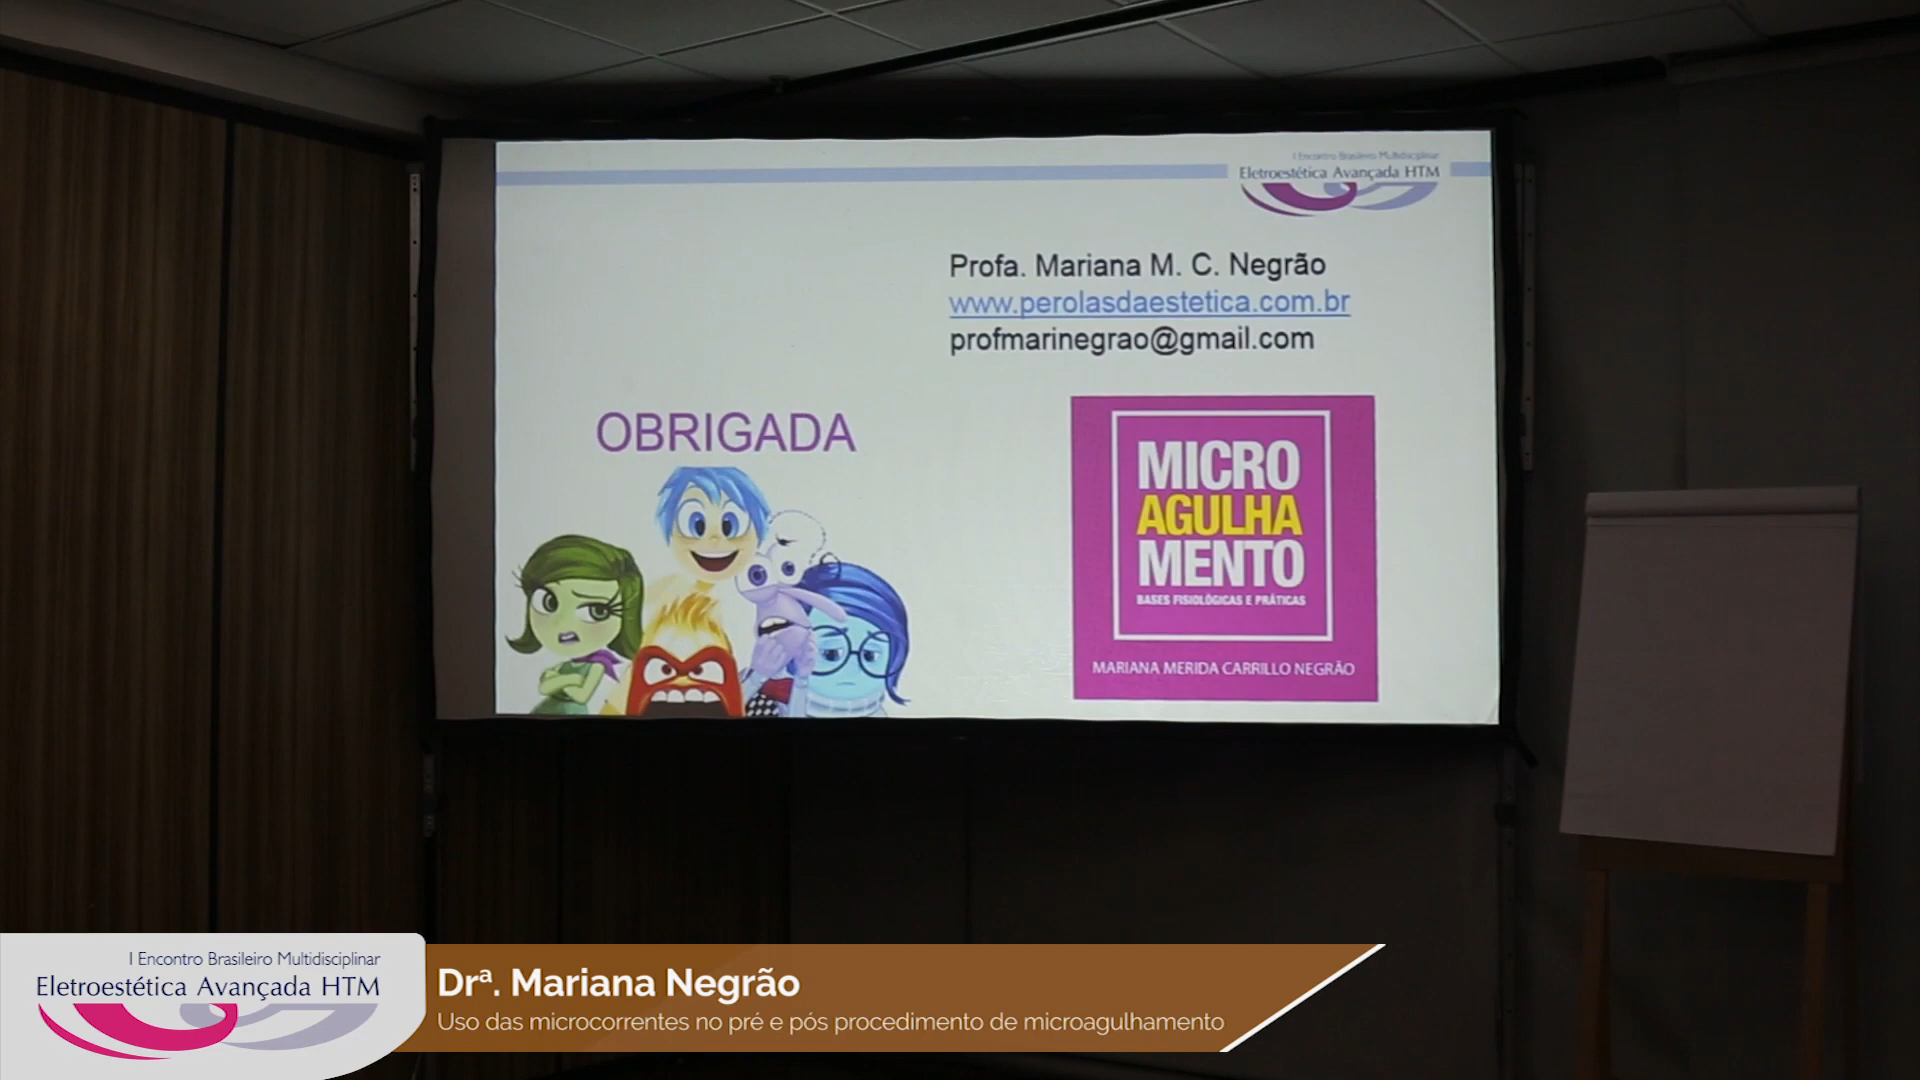 I Encontro Brasileiro Multidisciplinar
Eletroestética Avançada HTM
Profa. Mariana M. C. Negrão
www.perolasdaestetica.com.br
profmarinegrao@gmail.com
OBRIGADA
MICRO
AGULHA
MENTO
BASES FISIOLÓGICAS E PRÁTICAS
MARIANA MERIDA CARRILLO NEGRÃO
I Encontro Brasileiro Multidisciplinar
Eletroestética Avançada HTM
Drª. Mariana Negrão
Uso das microcorrentes no pré e pós procedimento de microagulhamento